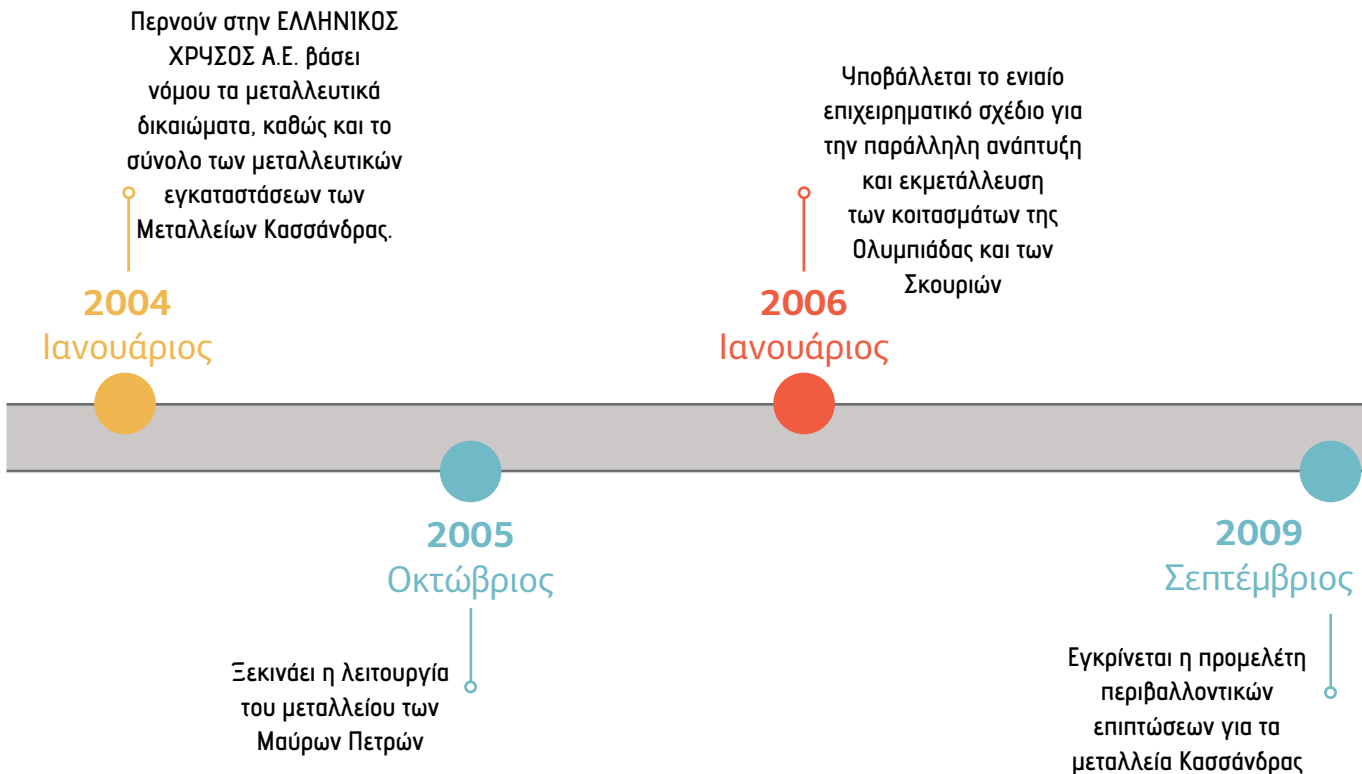 Περνούν στην ΕΛΛΗΝΙΚΟΣ
ΧΡΥΣΟΣ Α.Ε. βάσει
νόμου τα μεταλλευτικά
δικαιώματα, καθώς και το
σύνολο των μεταλλευτικών
εγκαταστάσεων των
Μεταλλείων Κασσάνδρας.
2004
Ιανουάριος
2005
Οκτώβριος
Ξεκινάει η λειτουργία
του μεταλλείου των
Μαύρων Πετρών
Υποβάλλεται το ενιαίο
επιχειρηματικό σχέδιο για
την παράλληλη ανάπτυξη
και εκμετάλλευση
των κοιτασμάτων της
Ολυμπιάδας και των
Σκουριών
2006
Ιανουάριος
2009
Σεπτέμβριος
Εγκρίνεται η προμελέτη
περιβαλλοντικών
επιπτώσεων για τα
μεταλλεία Κασσάνδρας